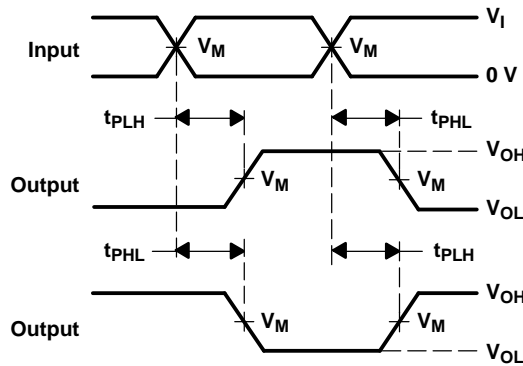 V_I
Input V_M V_M
0 V
t_PLH t_PHL
V_OH
Output V_M V_M
V_OL
t_PHL t_PLH
V_OH
Output V_M V_M
V_OL